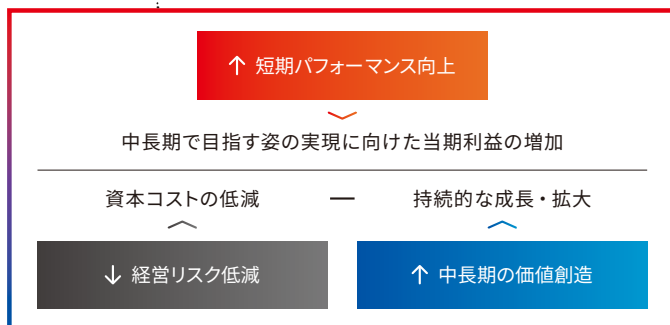 ↑ 短期パフォーマンス向上
中長期で目指す姿の実現に向けた当期利益の増加
資本コストの低減 — 持続的な成長・拡大
↓ 経営リスク低減
↑ 中長期の価値創造